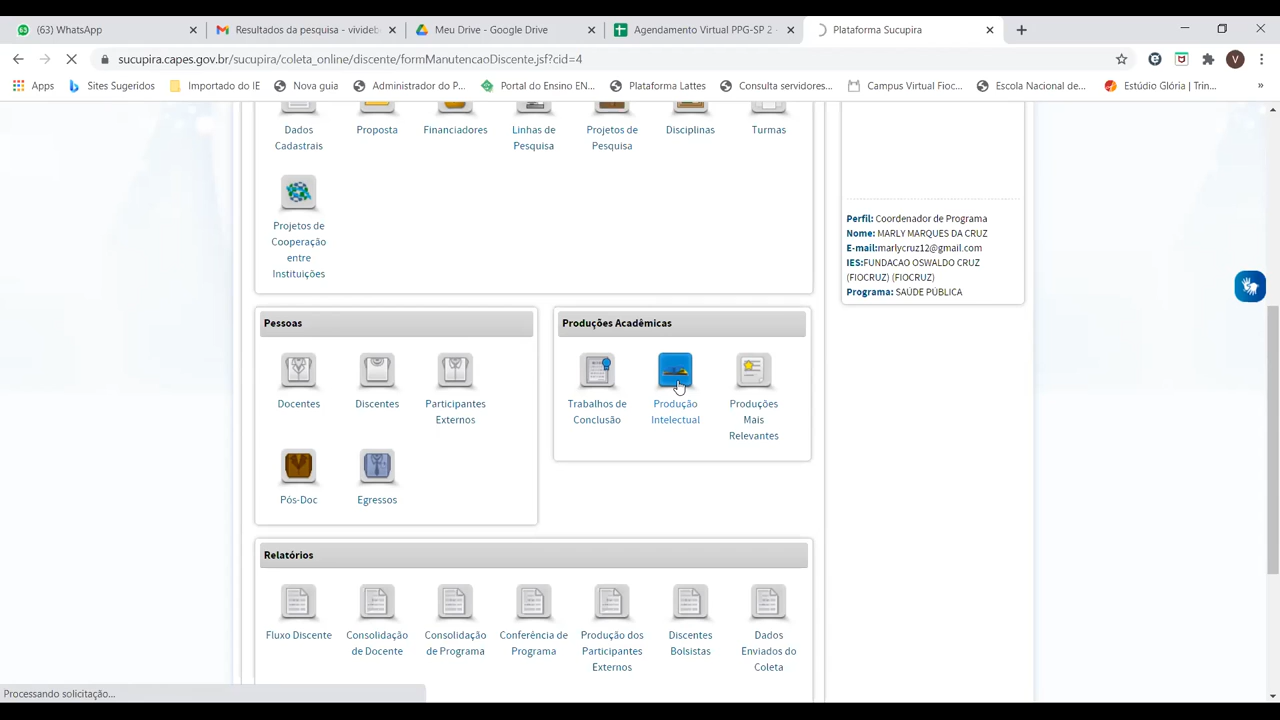 (63) WhatsApp
Resultados da pesquisa - vivideb
Meu Drive - Google Drive
Agendamento Virtual PPG-SP 2 -
Plataforma Sucupira
sucupira.capes.gov.br/sucupira/coleta_online/discente/formManutencaoDiscente.jsf?cid=4
V
Apps
Sites Sugeridos
Importado do IE
Nova guia
Administrador do P...
Portal do Ensino EN...
Plataforma Lattes
Consulta servidores...
Campus Virtual Fioc...
Escola Nacional de...
Estúdio Glória | Trin...
»
Dados
Cadastrais
Proposta
Financiadores
Linhas de
Pesquisa
Projetos de
Pesquisa
Disciplinas
Turmas
Projetos de
Cooperação
entre
Instituições
Perfil: Coordenador de Programa
Nome: MARLY MARQUES DA CRUZ
E-mail:marlycruz12@gmail.com
IES:FUNDACAO OSWALDO CRUZ
(FIOCRUZ) (FIOCRUZ)
Programa: SAÚDE PÚBLICA
Pessoas
Docentes
Discentes
Participantes
Externos
Pós-Doc
Egressos
Produções Acadêmicas
Trabalhos de
Conclusão
Produção
Intelectual
Produções
Mais
Relevantes
Relatórios
Fluxo Discente
Consolidação
de Docente
Consolidação
de Programa
Conferência de
Programa
Produção dos
Participantes
Externos
Discentes
Bolsistas
Dados
Enviados do
Coleta
Processando solicitação...